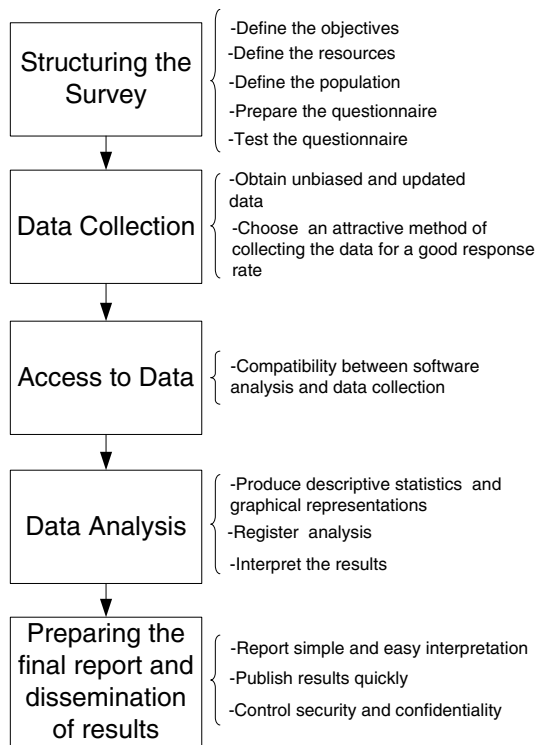 Structuring the
Survey
-Define the objectives
-Define the resources
-Define the population
-Prepare the questionnaire
-Test the questionnaire
Data Collection
-Obtain unbiased and updated
data
-Choose an attractive method of
collecting the data for a good response
rate
Access to Data
-Compatibility between software
analysis and data collection
Data Analysis
-Produce descriptive statistics and
graphical representations
-Register analysis
-Interpret the results
Preparing the
final report and
dissemination
of results
-Report simple and easy interpretation
-Publish results quickly
-Control security and confidentiality